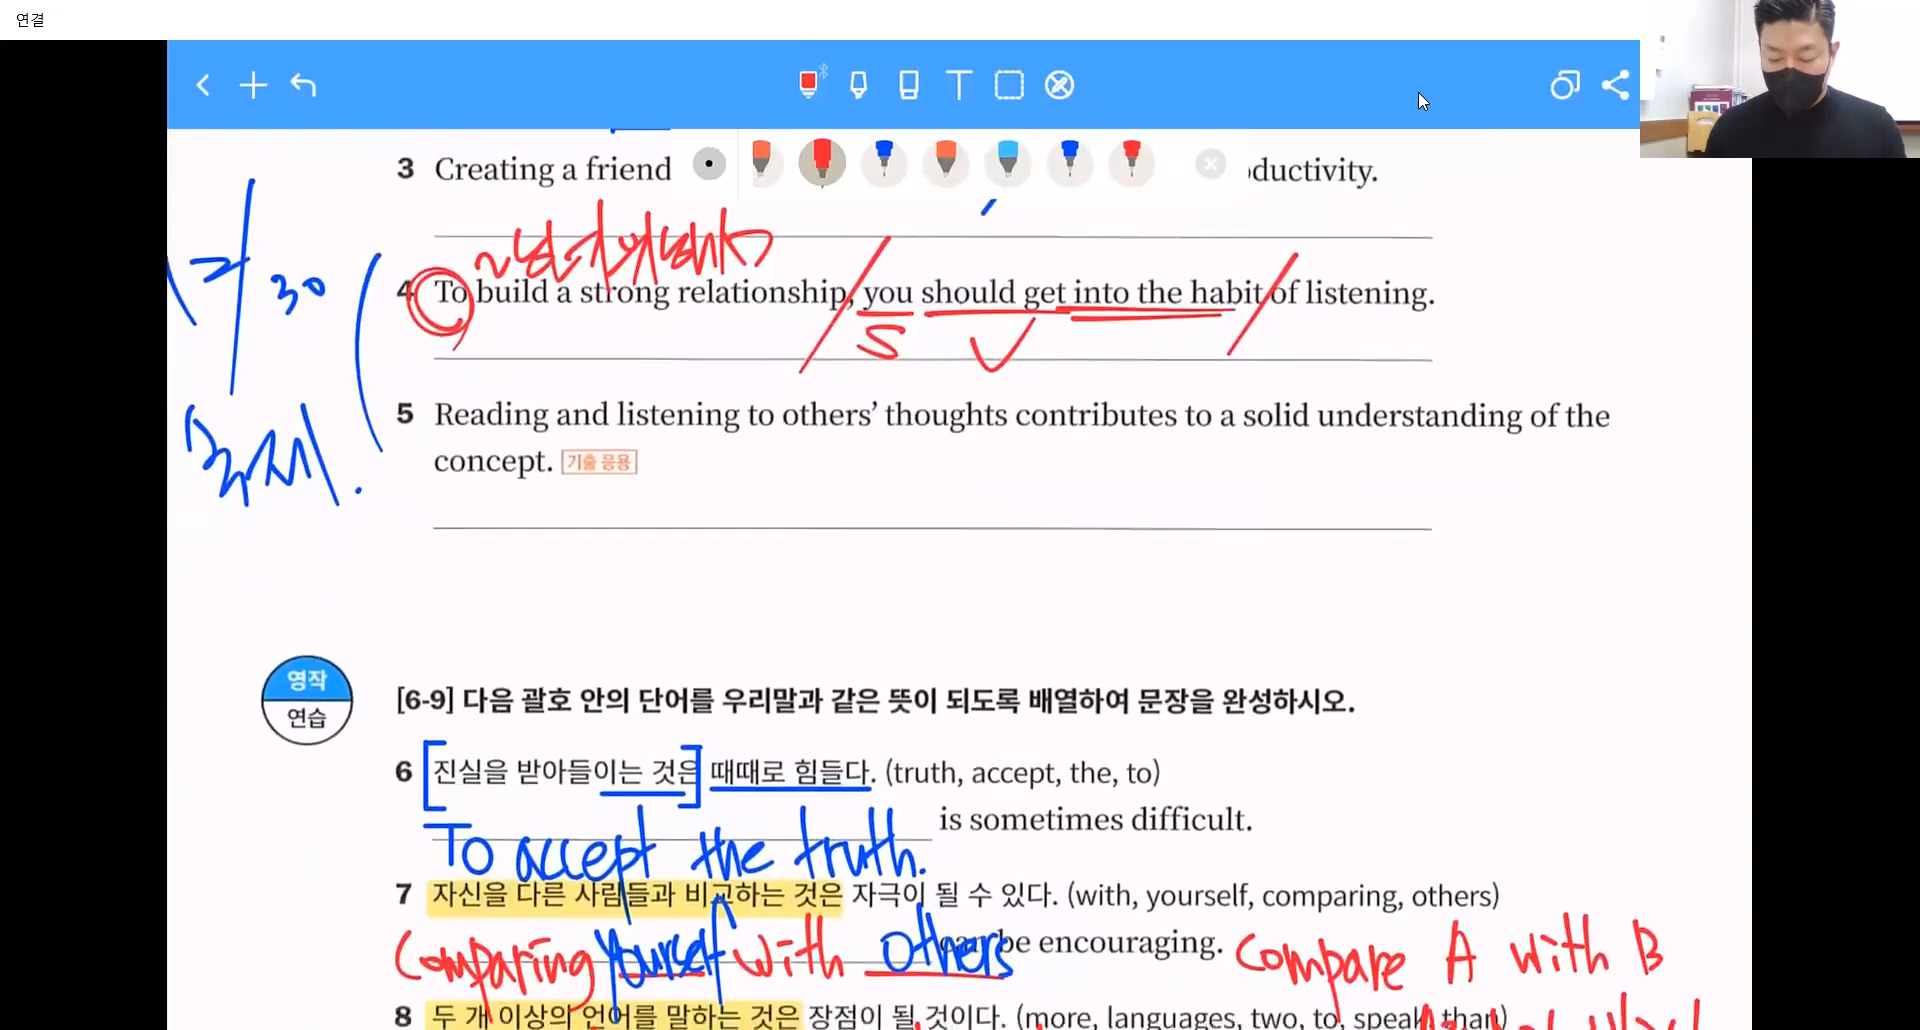 연결
3 Creating a friend
ductivity.
4 To build a strong relationship, you should get into the habit of listening.
S
V
12/30
숙제.
5 Reading and listening to others’ thoughts contributes to a solid understanding of the
concept. 기출 응용
영작
연습
[6-9] 다음 괄호 안의 단어를 우리말과 같은 뜻이 되도록 배열하여 문장을 완성하시오.
6 진실을 받아들이는 것은 때때로 힘들다. (truth, accept, the, to)
is sometimes difficult.
To accept the truth.
7 자신을 다른 사람들과 비교하는 것은 자극이 될 수 있다. (with, yourself, comparing, others)
Comparing yourself with others can be encouraging. Compare A with B
8 두 개 이상의 언어를 말하는 것은 장점이 될 것이다. (more, languages, two, to, speak, than)